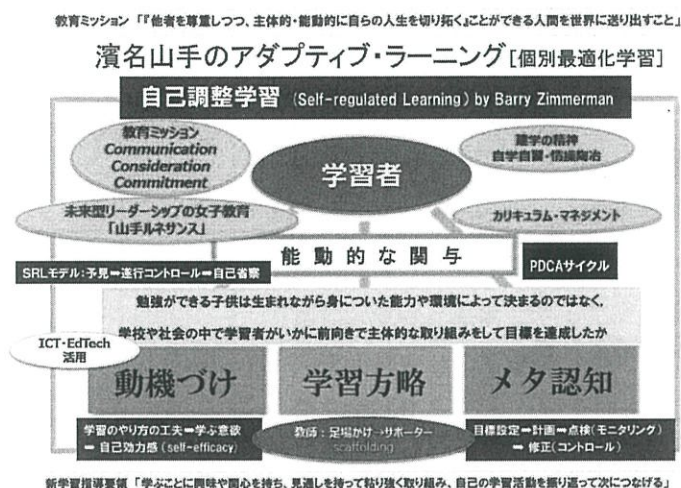 教育ミッション「『他者を尊重しつつ、主体的・能動的に自らの人生を切り拓く』ことができる人間を世界に送り出すこと」
濱名山手のアダプティブ・ラーニング[個別最適化学習]
自己調整学習 (Self-regulated Learning) by Barry Zimmerman
教育ミッション
Communication
Consideration
Commitment
学習者
建学の精神
自学自習・情操陶冶
未来型リーダーシップの女子教育
「山手ルネサンス」
カリキュラム・マネジメント
能動的な関与
SRLモデル:予見➡遂行コントロール➡自己省察
PDCAサイクル
勉強ができる子供は生まれながら身についた能力や環境によって決まるのではなく、
学校や社会の中で学習者がいかに前向きで主体的な取り組みをして目標を達成したか
ICT・EdTech
活用
動機づけ
学習方略
メタ認知
学習のやり方の工夫➡学ぶ意欲
➡自己効力感 (self-efficacy)
教師:足場かけ→サポーター
scaffolding
目標設定➡計画➡点検(モニタリング)
➡修正(コントロール)
新学習指導要領「学ぶことに興味や関心を持ち、見通しを持って粘り強く取り組み、自己の学習活動を振り返って次につなげる」